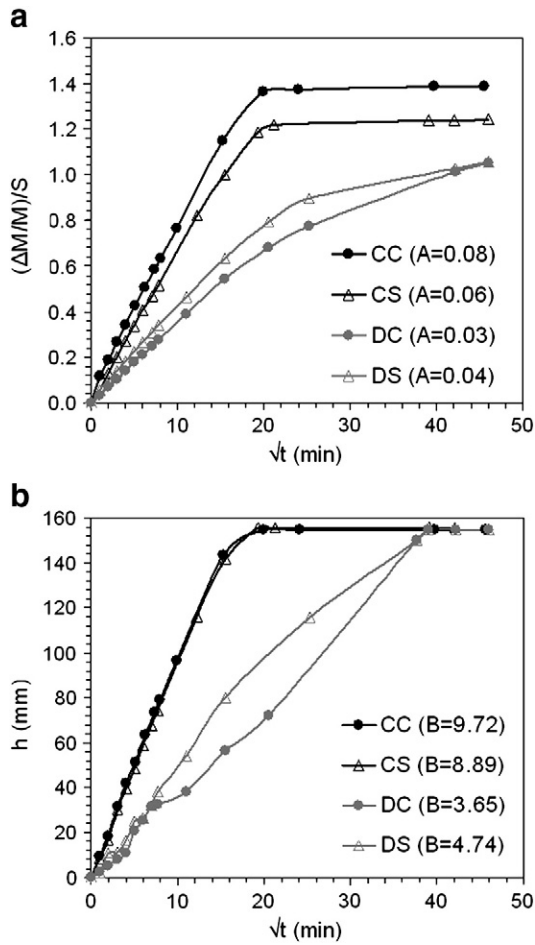 a
1.6
1.4
1.2
1.0
0.8
0.6
0.4
0.2
0.0
(ΔM/M)/S
CC (A=0.08)
CS (A=0.06)
DC (A=0.03)
DS (A=0.04)
0 10 20 30 40 50
√t (min)
b
160
140
120
100
80
60
40
20
0
h (mm)
CC (B=9.72)
CS (B=8.89)
DC (B=3.65)
DS (B=4.74)
0 10 20 30 40 50
√t (min)